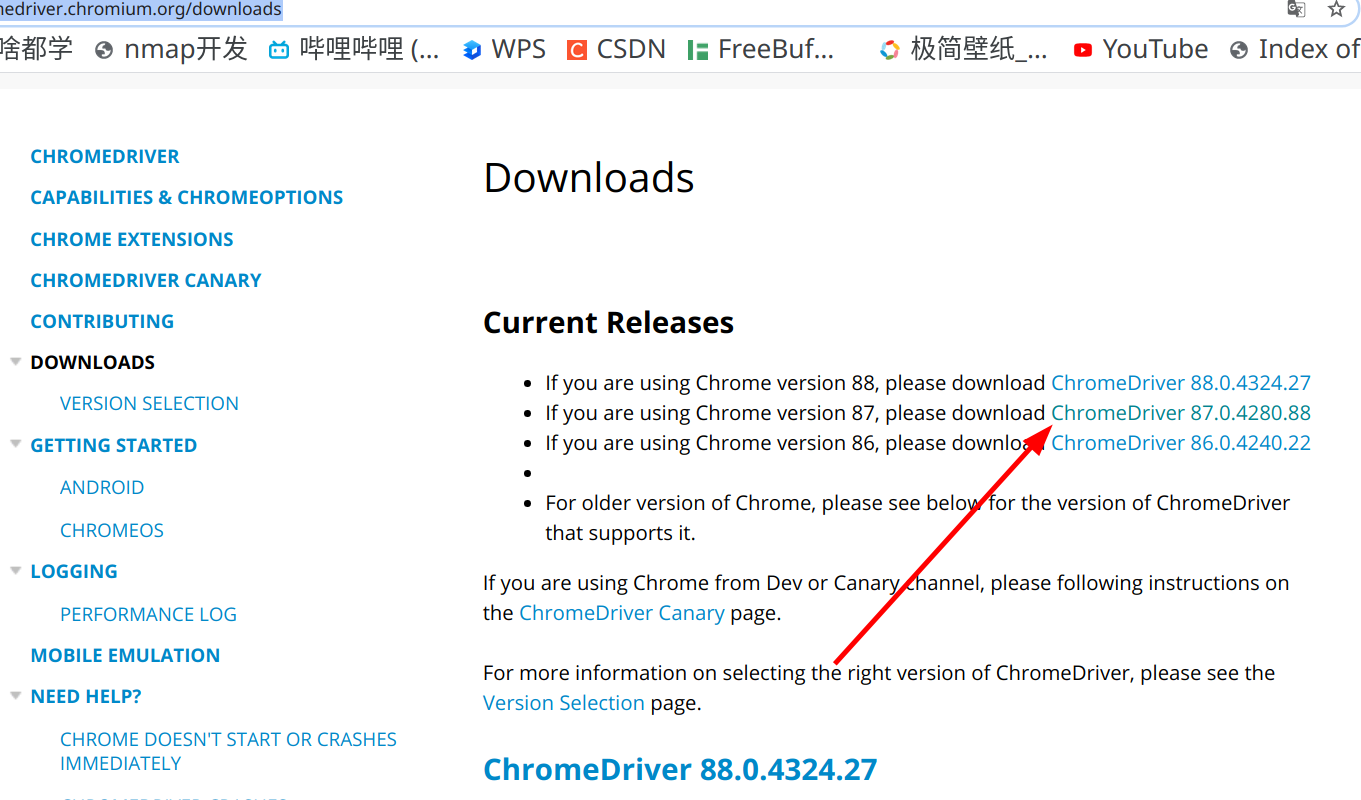 nedriver.chromium.org/downloads
啥都学 nmap开发 哔哩哔哩 (... WPS CSDN FreeBuf... 极简壁纸_... YouTube Index of
CHROMEDRIVER
CAPABILITIES & CHROMEOPTIONS
CHROME EXTENSIONS
CHROMEDRIVER CANARY
CONTRIBUTING
DOWNLOADS
VERSION SELECTION
GETTING STARTED
ANDROID
CHROMEOS
LOGGING
PERFORMANCE LOG
MOBILE EMULATION
NEED HELP?
CHROME DOESN'T START OR CRASHES
IMMEDIATELY
Downloads
Current Releases
If you are using Chrome version 88, please download ChromeDriver 88.0.4324.27
If you are using Chrome version 87, please download ChromeDriver 87.0.4280.88
If you are using Chrome version 86, please download ChromeDriver 86.0.4240.22
For older version of Chrome, please see below for the version of ChromeDriver
that supports it.
If you are using Chrome from Dev or Canary channel, please following instructions on
the ChromeDriver Canary page.
For more information on selecting the right version of ChromeDriver, please see the
Version Selection page.
ChromeDriver 88.0.4324.27